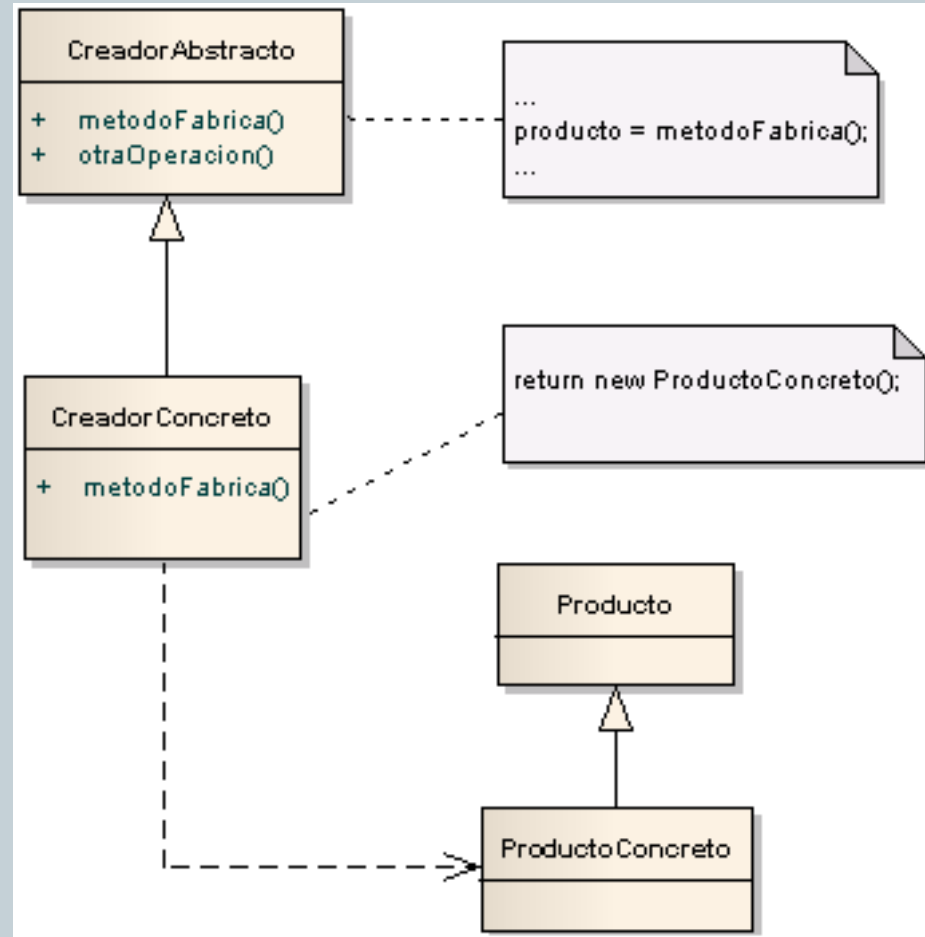 CreadorAbstracto
+ metodoFabrica()
+ otraOperacion()
...
producto = metodoFabrica();
...
CreadorConcreto
+ metodoFabrica()
return new ProductoConcreto();
Producto
ProductoConcreto